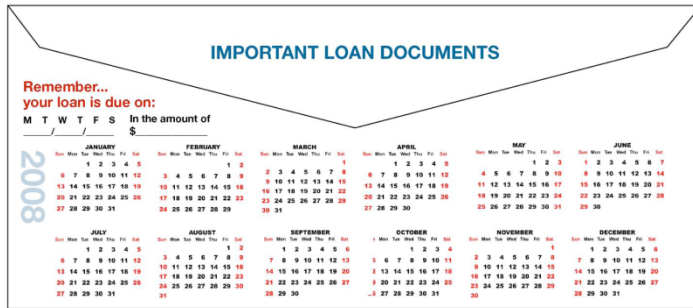 IMPORTANT LOAN DOCUMENTS
Remember...
your loan is due on:
M T W T F S In the amount of
_____/_____/_____ $_____________
2008
JANUARY
Sun Mon Tue Wed Thu Fri Sat
1 2 3 4 5
6 7 8 9 10 11 12
13 14 15 16 17 18 19
20 21 22 23 24 25 26
27 28 29 30 31
FEBRUARY
Sun Mon Tue Wed Thu Fri Sat
1 2
3 4 5 6 7 8 9
10 11 12 13 14 15 16
17 18 19 20 21 22 23
24 25 26 27 28 29
MARCH
Sun Mon Tue Wed Thu Fri Sat
1
2 3 4 5 6 7 8
9 10 11 12 13 14 15
16 17 18 19 20 21 22
23 24 25 26 27 28 29
30 31
APRIL
Sun Mon Tue Wed Thu Fri Sat
1 2 3 4 5
6 7 8 9 10 11 12
13 14 15 16 17 18 19
20 21 22 23 24 25 26
27 28 29 30
MAY
Sun Mon Tue Wed Thu Fri Sat
1 2 3
4 5 6 7 8 9 10
11 12 13 14 15 16 17
18 19 20 21 22 23 24
25 26 27 28 29 30 31
JUNE
Sun Mon Tue Wed Thu Fri Sat
1 2 3 4 5 6 7
8 9 10 11 12 13 14
15 16 17 18 19 20 21
22 23 24 25 26 27 28
29 30
JULY
Sun Mon Tue Wed Thu Fri Sat
1 2 3 4 5
6 7 8 9 10 11 12
13 14 15 16 17 18 19
20 21 22 23 24 25 26
27 28 29 30 31
AUGUST
Sun Mon Tue Wed Thu Fri Sat
1 2
3 4 5 6 7 8 9
10 11 12 13 14 15 16
17 18 19 20 21 22 23
24 25 26 27 28 29 30
31
SEPTEMBER
Sun Mon Tue Wed Thu Fri Sat
1 2 3 4 5 6
7 8 9 10 11 12 13
14 15 16 17 18 19 20
21 22 23 24 25 26 27
28 29 30
OCTOBER
Mon Tue Wed Thu Fri Sat
1 2 3 4
5 6 7 8 9 10 11
13 14 15 16 17 18
20 21 22 23 24 25
27 28 29 30 31
NOVEMBER
Sun Mon Tue Wed Thu Fri Sat
1
2 3 4 5 6 7 8
9 10 11 12 13 14 15
16 17 18 19 20 21 22
23 24 25 26 27 28 29
30
DECEMBER
Sun Mon Tue Wed Thu Fri Sat
1 2 3 4 5 6
7 8 9 10 11 12 13
14 15 16 17 18 19 20
21 22 23 24 25 26 27
28 29 30 31